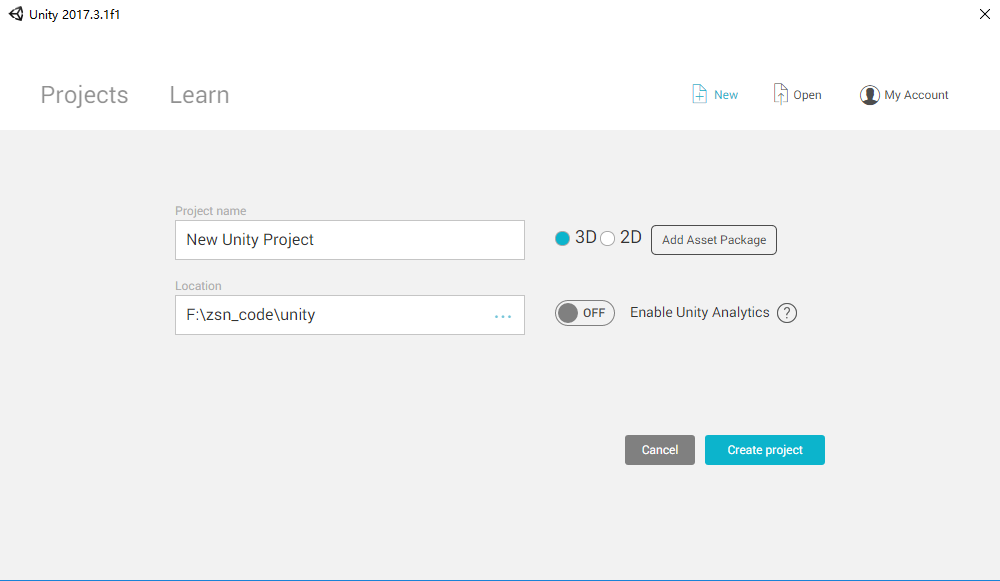 Unity 2017.3.1f1
Projects Learn New Open My Account
Project name
New Unity Project 3D 2D Add Asset Package
Location
F:\zsn_code\unity ... OFF Enable Unity Analytics ?
Cancel Create project